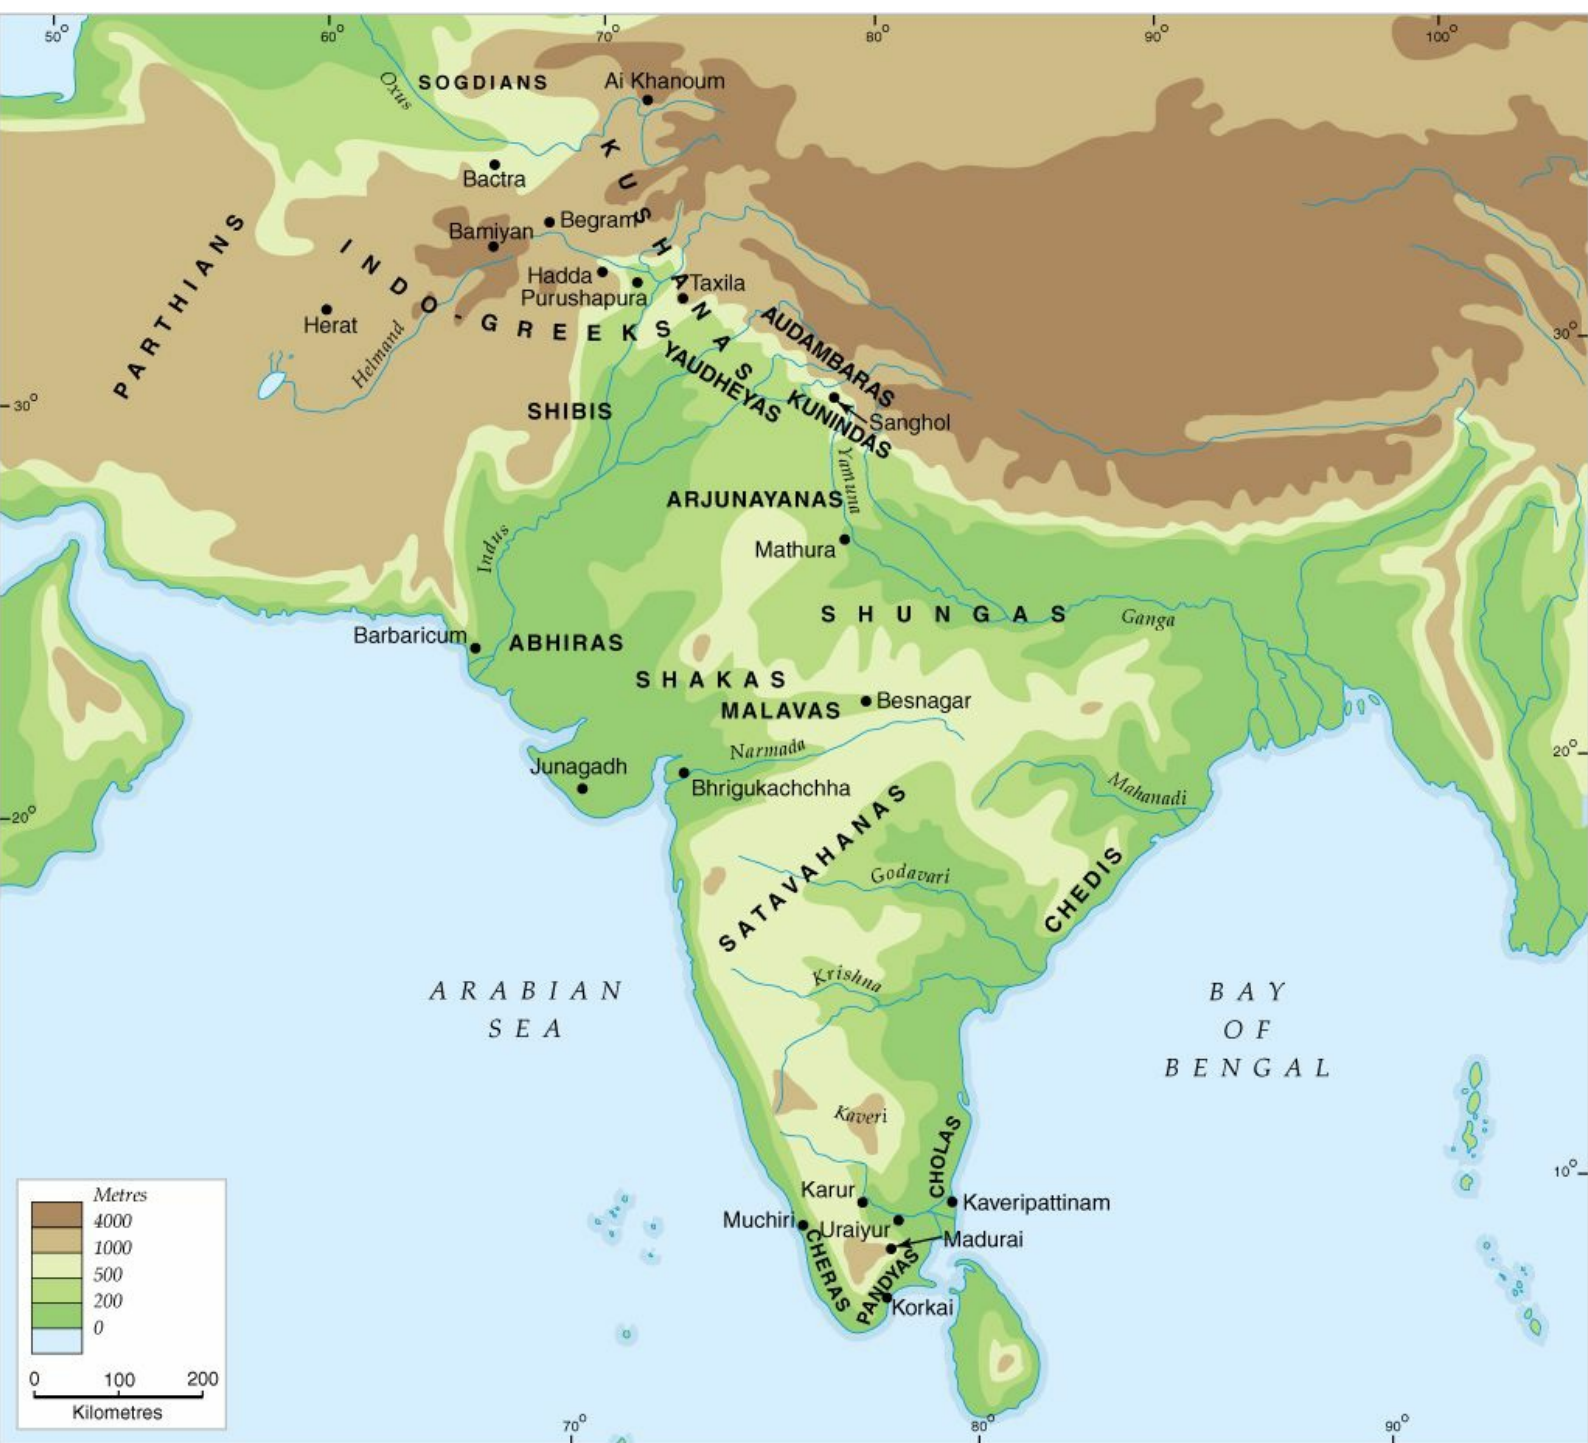 50°
60°
70°
80°
90°
100°
Oxus
SOGDIANS
Ai Khanoum
Bactra
KUSHANAS
PARTHIANS
INDO-GREEKS
Bamiyan
Begram
Hadda
Purushapura
Taxila
Herat
Helmand
AUDAMBARAS
YAUDHEYAS
KUNINDAS
Sanghol
30°
30°
SHIBIS
Yamuna
ARJUNAYANAS
Indus
Mathura
SHUNGAS
Ganga
Barbaricum
ABHIRAS
SHAKAS
MALAVAS
Besnagar
Narmada
Junagadh
Bhrigukachchha
Mahanadi
20°
20°
SATAVAHANAS
Godavari
CHEDIS
Krishna
ARABIAN
SEA
BAY
OF
BENGAL
Kaveri
CHOLAS
10°
Karur
Kaveripattinam
Muchiri
Uraiyur
Madurai
CHERAS
PANDYAS
Korkai
Metres
4000
1000
500
200
0
0 100 200
Kilometres
70°
80°
90°